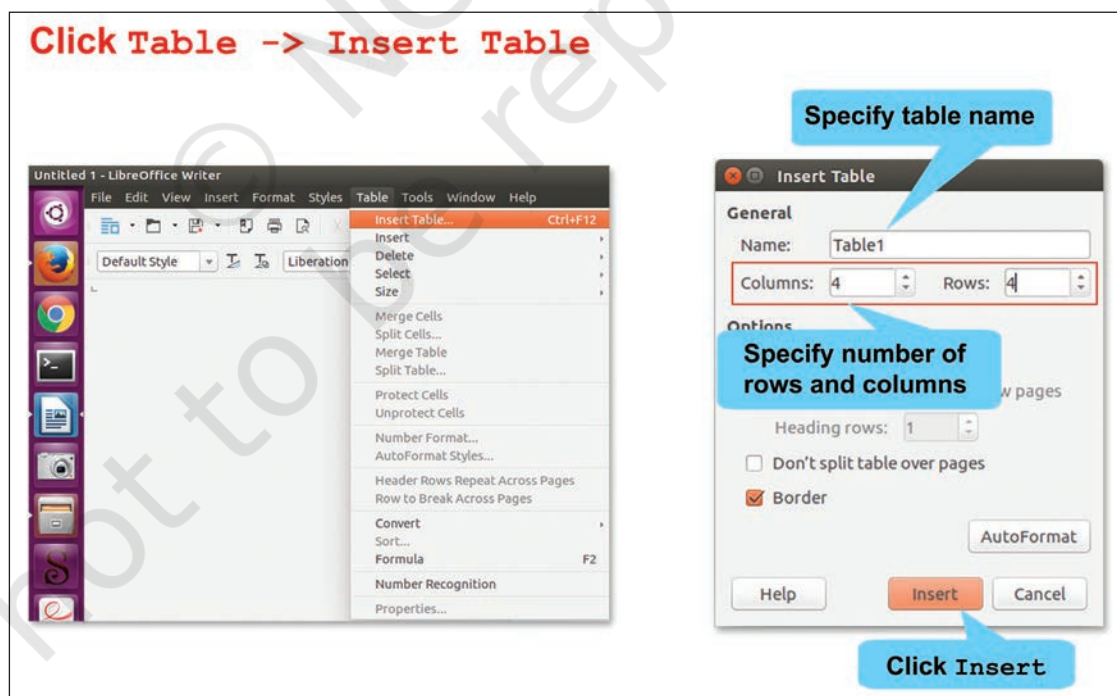 Click Table -> Insert Table
Untitled 1 - LibreOffice Writer
File Edit View Insert Format Styles Table Tools Window Help
Default Style
Liberation
Insert Table... Ctrl+F12
Insert
Delete
Select
Size
Merge Cells
Split Cells...
Merge Table
Split Table...
Protect Cells
Unprotect Cells
Number Format...
AutoFormat Styles...
Header Rows Repeat Across Pages
Row to Break Across Pages
Convert
Sort...
Formula F2
Number Recognition
Properties...
Specify table name
Insert Table
General
Name: Table1
Columns: 4 Rows: 4
Options
Specify number of
rows and columns
pages
Heading rows: 1
Don't split table over pages
Border
AutoFormat
Help Insert Cancel
Click Insert
© N
not to be rep